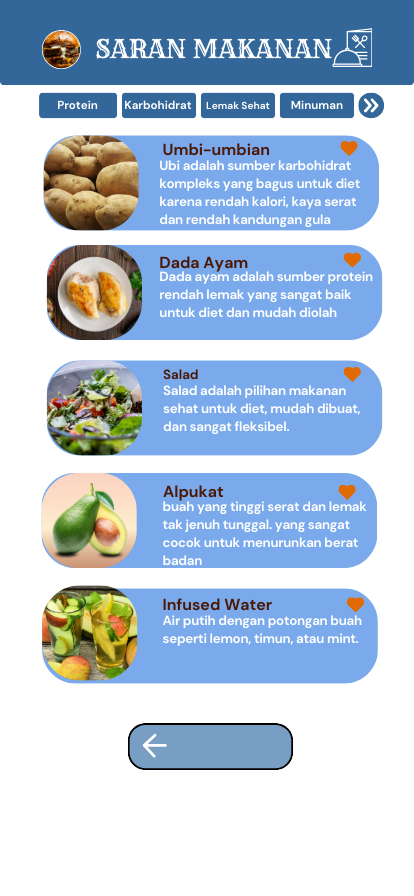 SARAN MAKANAN
Protein
Karbohidrat
Lemak Sehat
Minuman
Umbi-umbian
Ubi adalah sumber karbohidrat
kompleks yang bagus untuk diet
karena rendah kalori, kaya serat
dan rendah kandungan gula
Dada Ayam
Dada ayam adalah sumber protein
rendah lemak yang sangat baik
untuk diet dan mudah diolah
Salad
Salad adalah pilihan makanan
sehat untuk diet, mudah dibuat,
dan sangat fleksibel.
Alpukat
buah yang tinggi serat dan lemak
tak jenuh tunggal. yang sangat
cocok untuk menurunkan berat
badan
Infused Water
Air putih dengan potongan buah
seperti lemon, timun, atau mint.